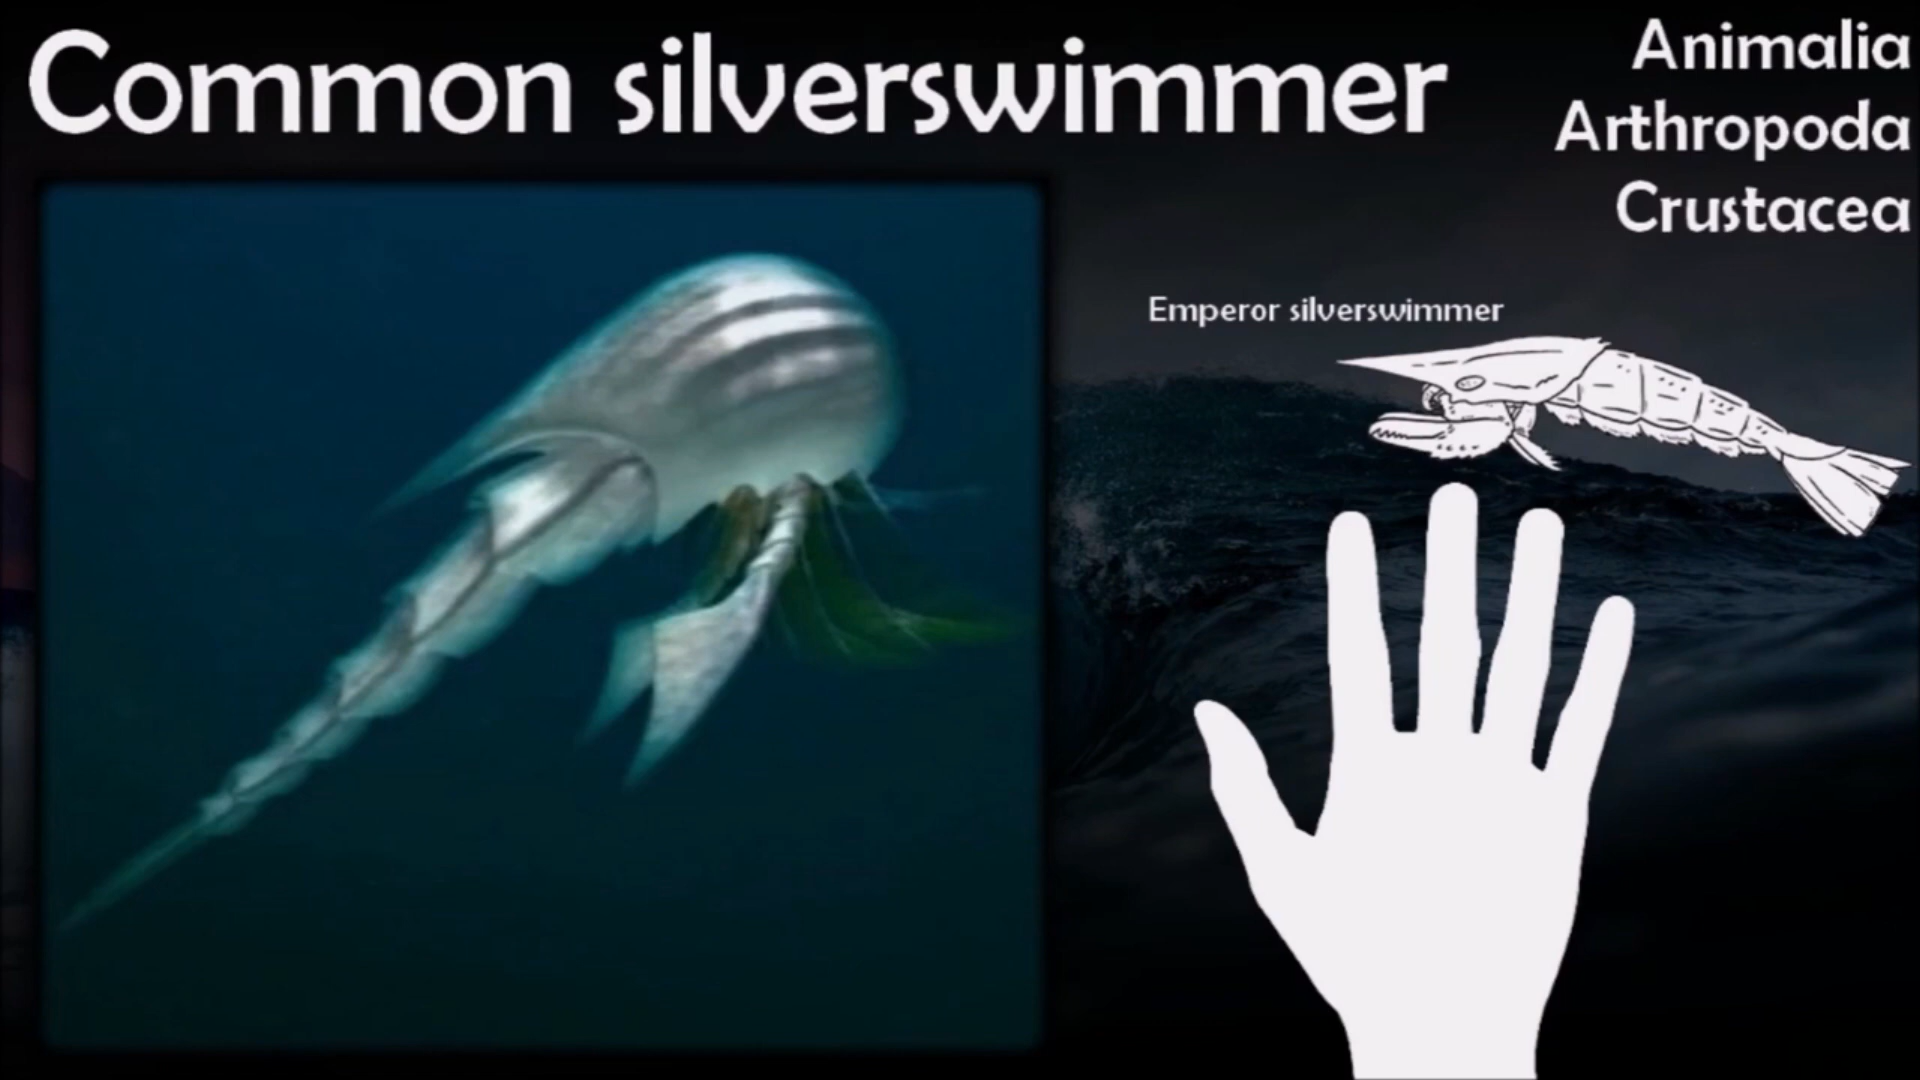 Common silverswimmer
Animalia
Arthropoda
Crustacea
Emperor silverswimmer